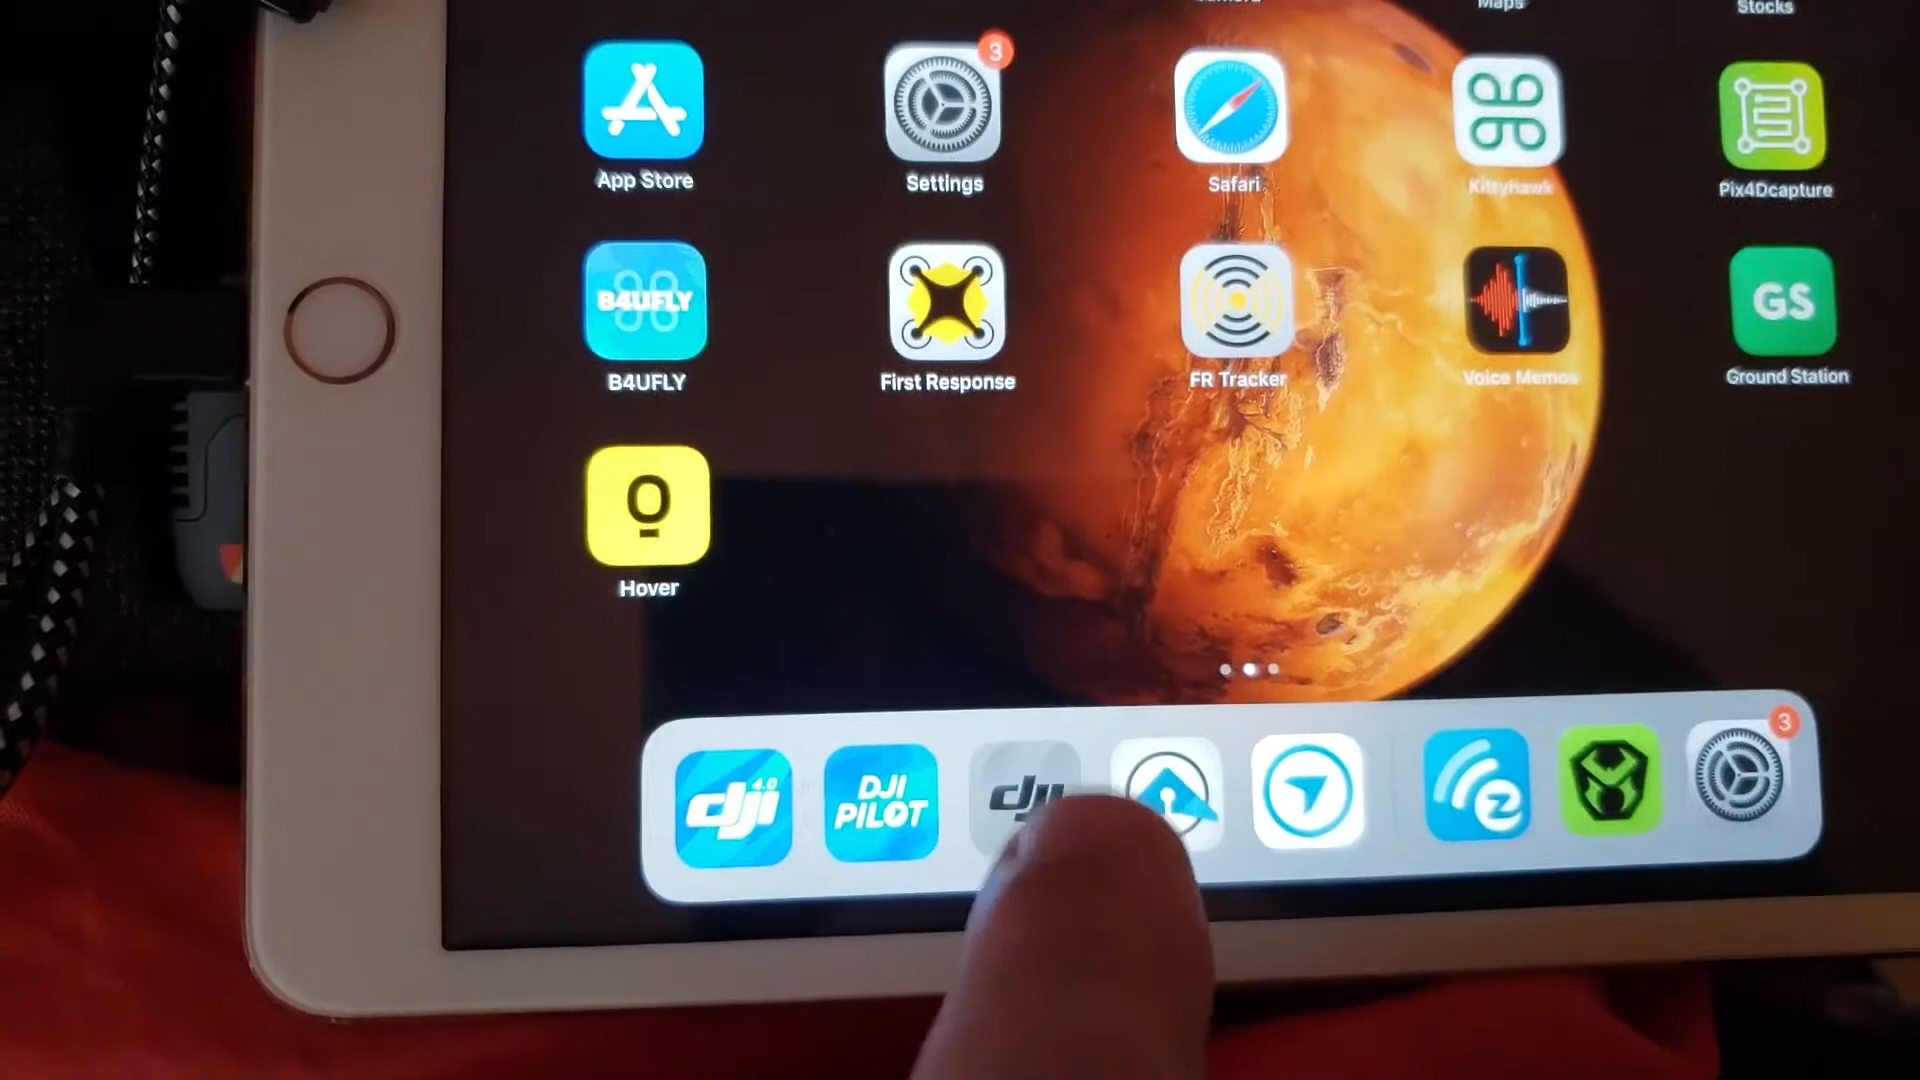 Maps
Stocks
3
App Store
Settings
Safari
Kittyhawk
Pix4Dcapture
B4UFLY
GS
B4UFLY
First Response
FR Tracker
Voice Memos
Ground Station
Hover
dji 4.0
DJI PILOT
dji
3